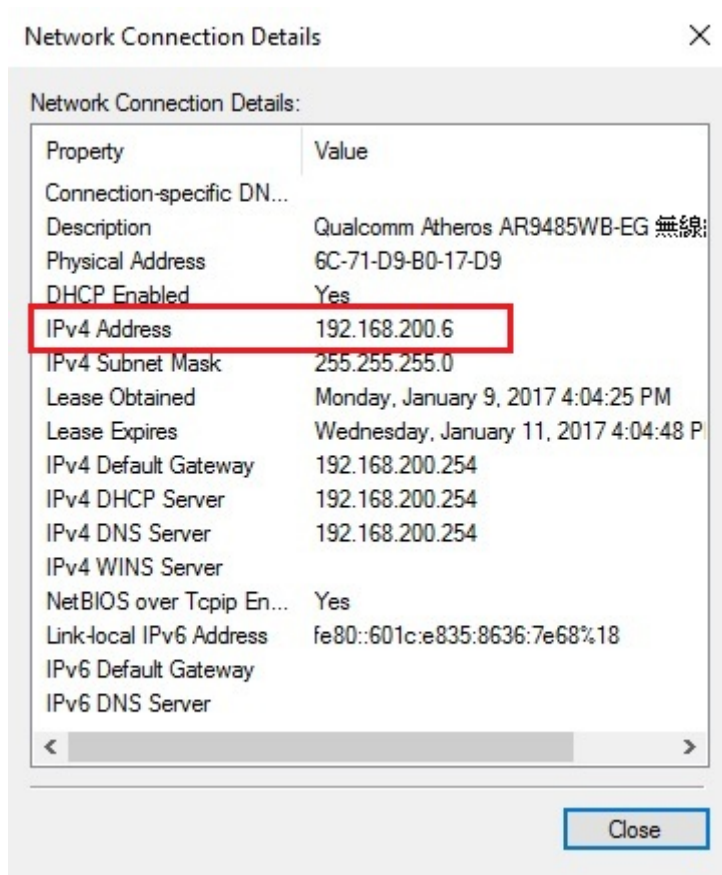 Network Connection Details
Network Connection Details:
Property Value
Connection-specific DN...
Description Qualcomm Atheros AR9485WB-EG 無線
Physical Address 6C-71-D9-B0-17-D9
DHCP Enabled Yes
IPv4 Address 192.168.200.6
IPv4 Subnet Mask 255.255.255.0
Lease Obtained Monday, January 9, 2017 4:04:25 PM
Lease Expires Wednesday, January 11, 2017 4:04:48 P
IPv4 Default Gateway 192.168.200.254
IPv4 DHCP Server 192.168.200.254
IPv4 DNS Server 192.168.200.254
IPv4 WINS Server
NetBIOS over Tcpip En... Yes
Link-local IPv6 Address fe80::601c:e835:8636:7e68%18
IPv6 Default Gateway
IPv6 DNS Server
Close